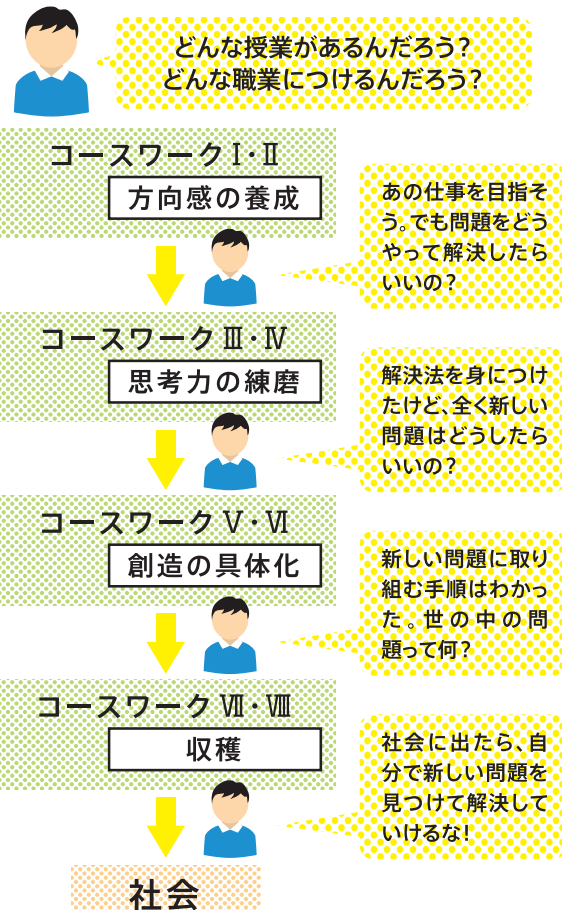 どんな授業があるんだろう？
どんな職業につけるんだろう？
コースワークⅠ・Ⅱ
方向感の養成
あの仕事を目指そ
う。でも問題をどう
やって解決したら
いいの？
コースワークⅢ・Ⅳ
思考力の練磨
解決法を身につけ
たけど、全く新しい
問題はどうしたら
いいの？
コースワークⅤ・Ⅵ
創造の具体化
新しい問題に取り
組む手順はわかっ
た。世の中の問
題って何？
コースワークⅦ・Ⅷ
収穫
社会に出たら、自
分で新しい問題を
見つけて解決して
いけるな！
社会